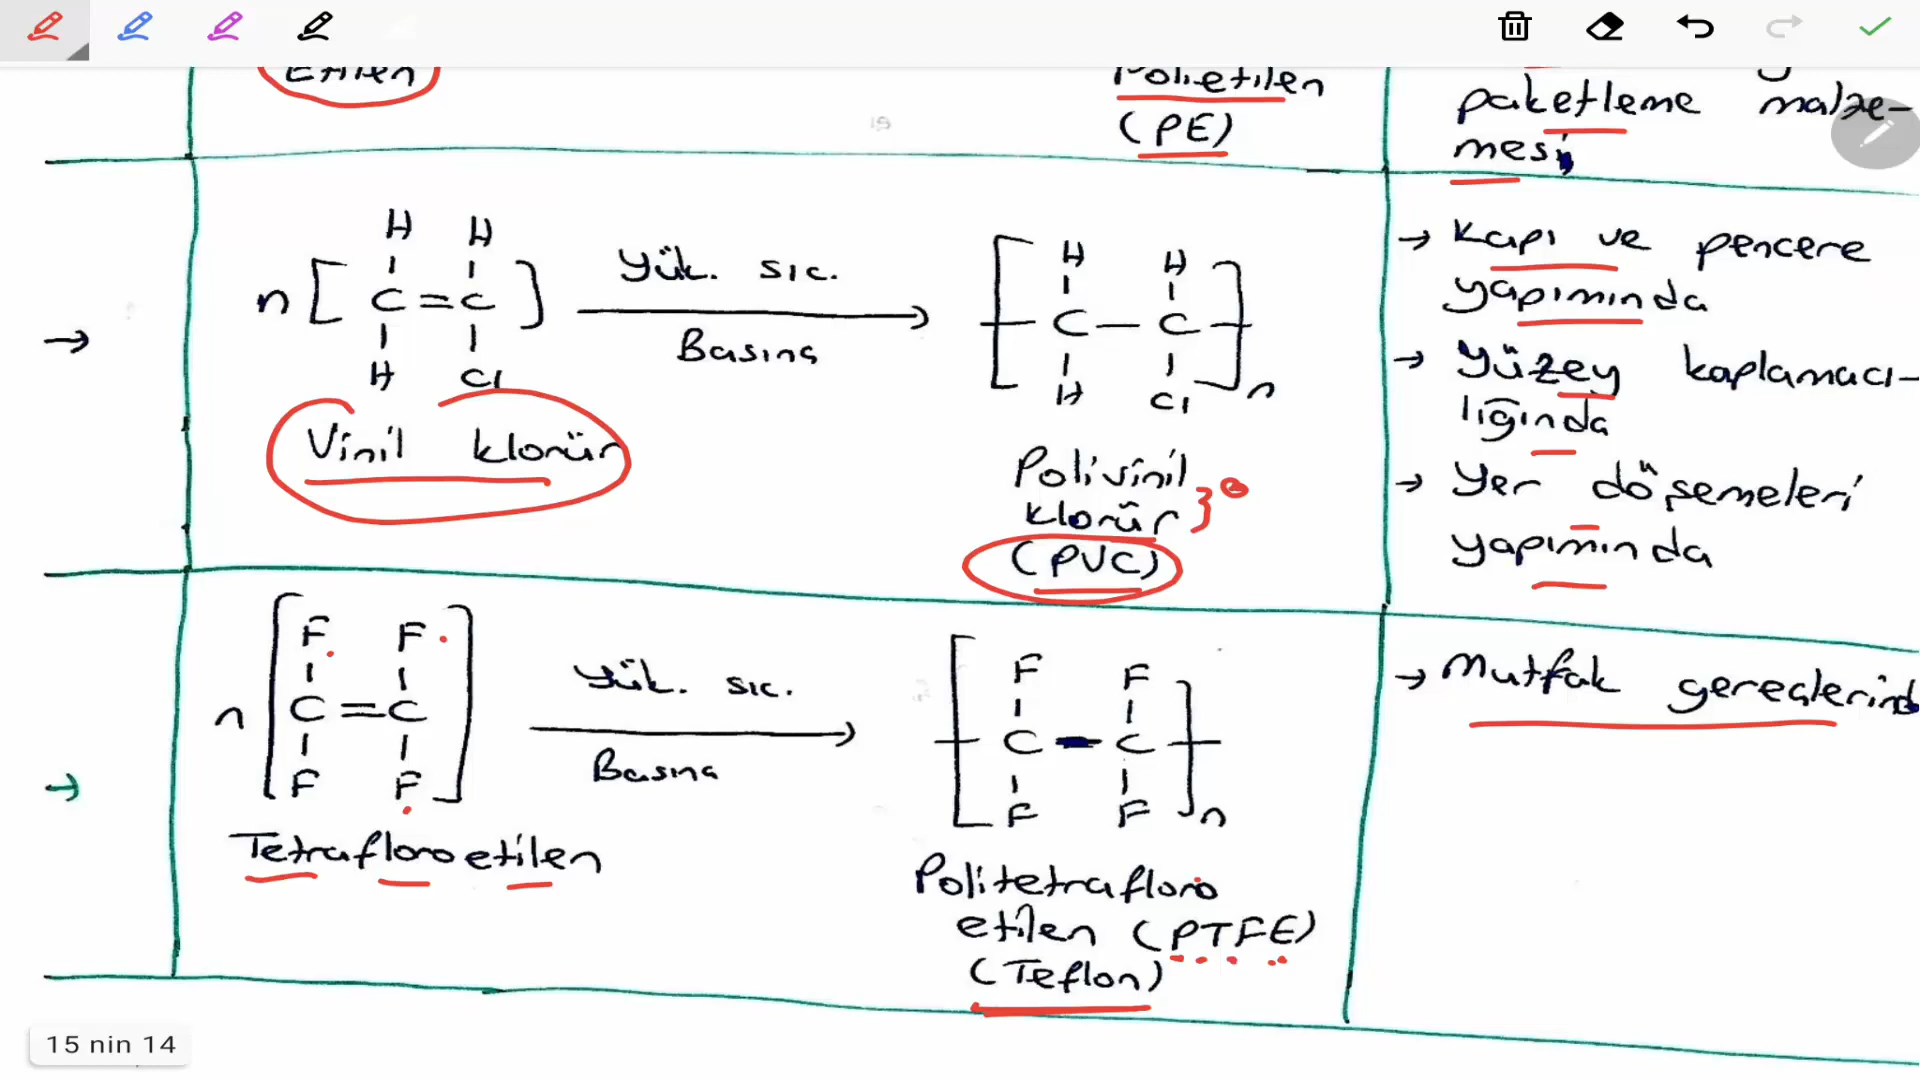 Etilen
Polietilen
(PE)
paketleme malze-
mesi
H H
n [ C = C ]
H Cl
Vinil klorür
Yük. sıc.
Basınç
H H
[ - C - C - ]n
H Cl
Polivinil
klorür
(PVC)
→ Kapı ve pencere
yapımında
→ Yüzey kaplamacı-
lığında
→ Yer döşemeleri
yapımında
F F
n [ C = C ]
F F
Tetrafloroetilen
Yük. sıc.
Basınç
F F
[ - C - C - ]n
F F
Politetrafloro
etilen (PTFE)
(Teflon)
→ Mutfak gereçlerind
15 nin 14